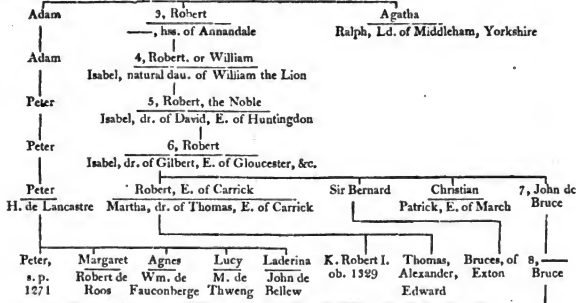 Adam 3, Robert Agatha
——, hss. of Annandale Ralph, Ld. of Middleham, Yorkshire
Adam 4, Robert. or William
Isabel, natural dau. of William the Lion
Peter 5, Robert, the Noble
Isabel, dr. of David, E. of Huntingdon
Peter 6, Robert
Isabel, dr. of Gilbert, E. of Gloucester, &c.
Peter Robert, E. of Carrick Sir Bernard Christian 7, John de
H. de Lancastre Martha, dr. of Thomas, E. of Carrick Patrick, E. of March Bruce
Peter, Margaret Agnes Lucy Laderina K. Robert I. Thomas, Bruces, of 8, ——
s. p. Robert de Wm. de M. de John de ob. 1329 Alexander, Exton Bruce
1271 Roos Fauconberge Thweng Bellew Edward